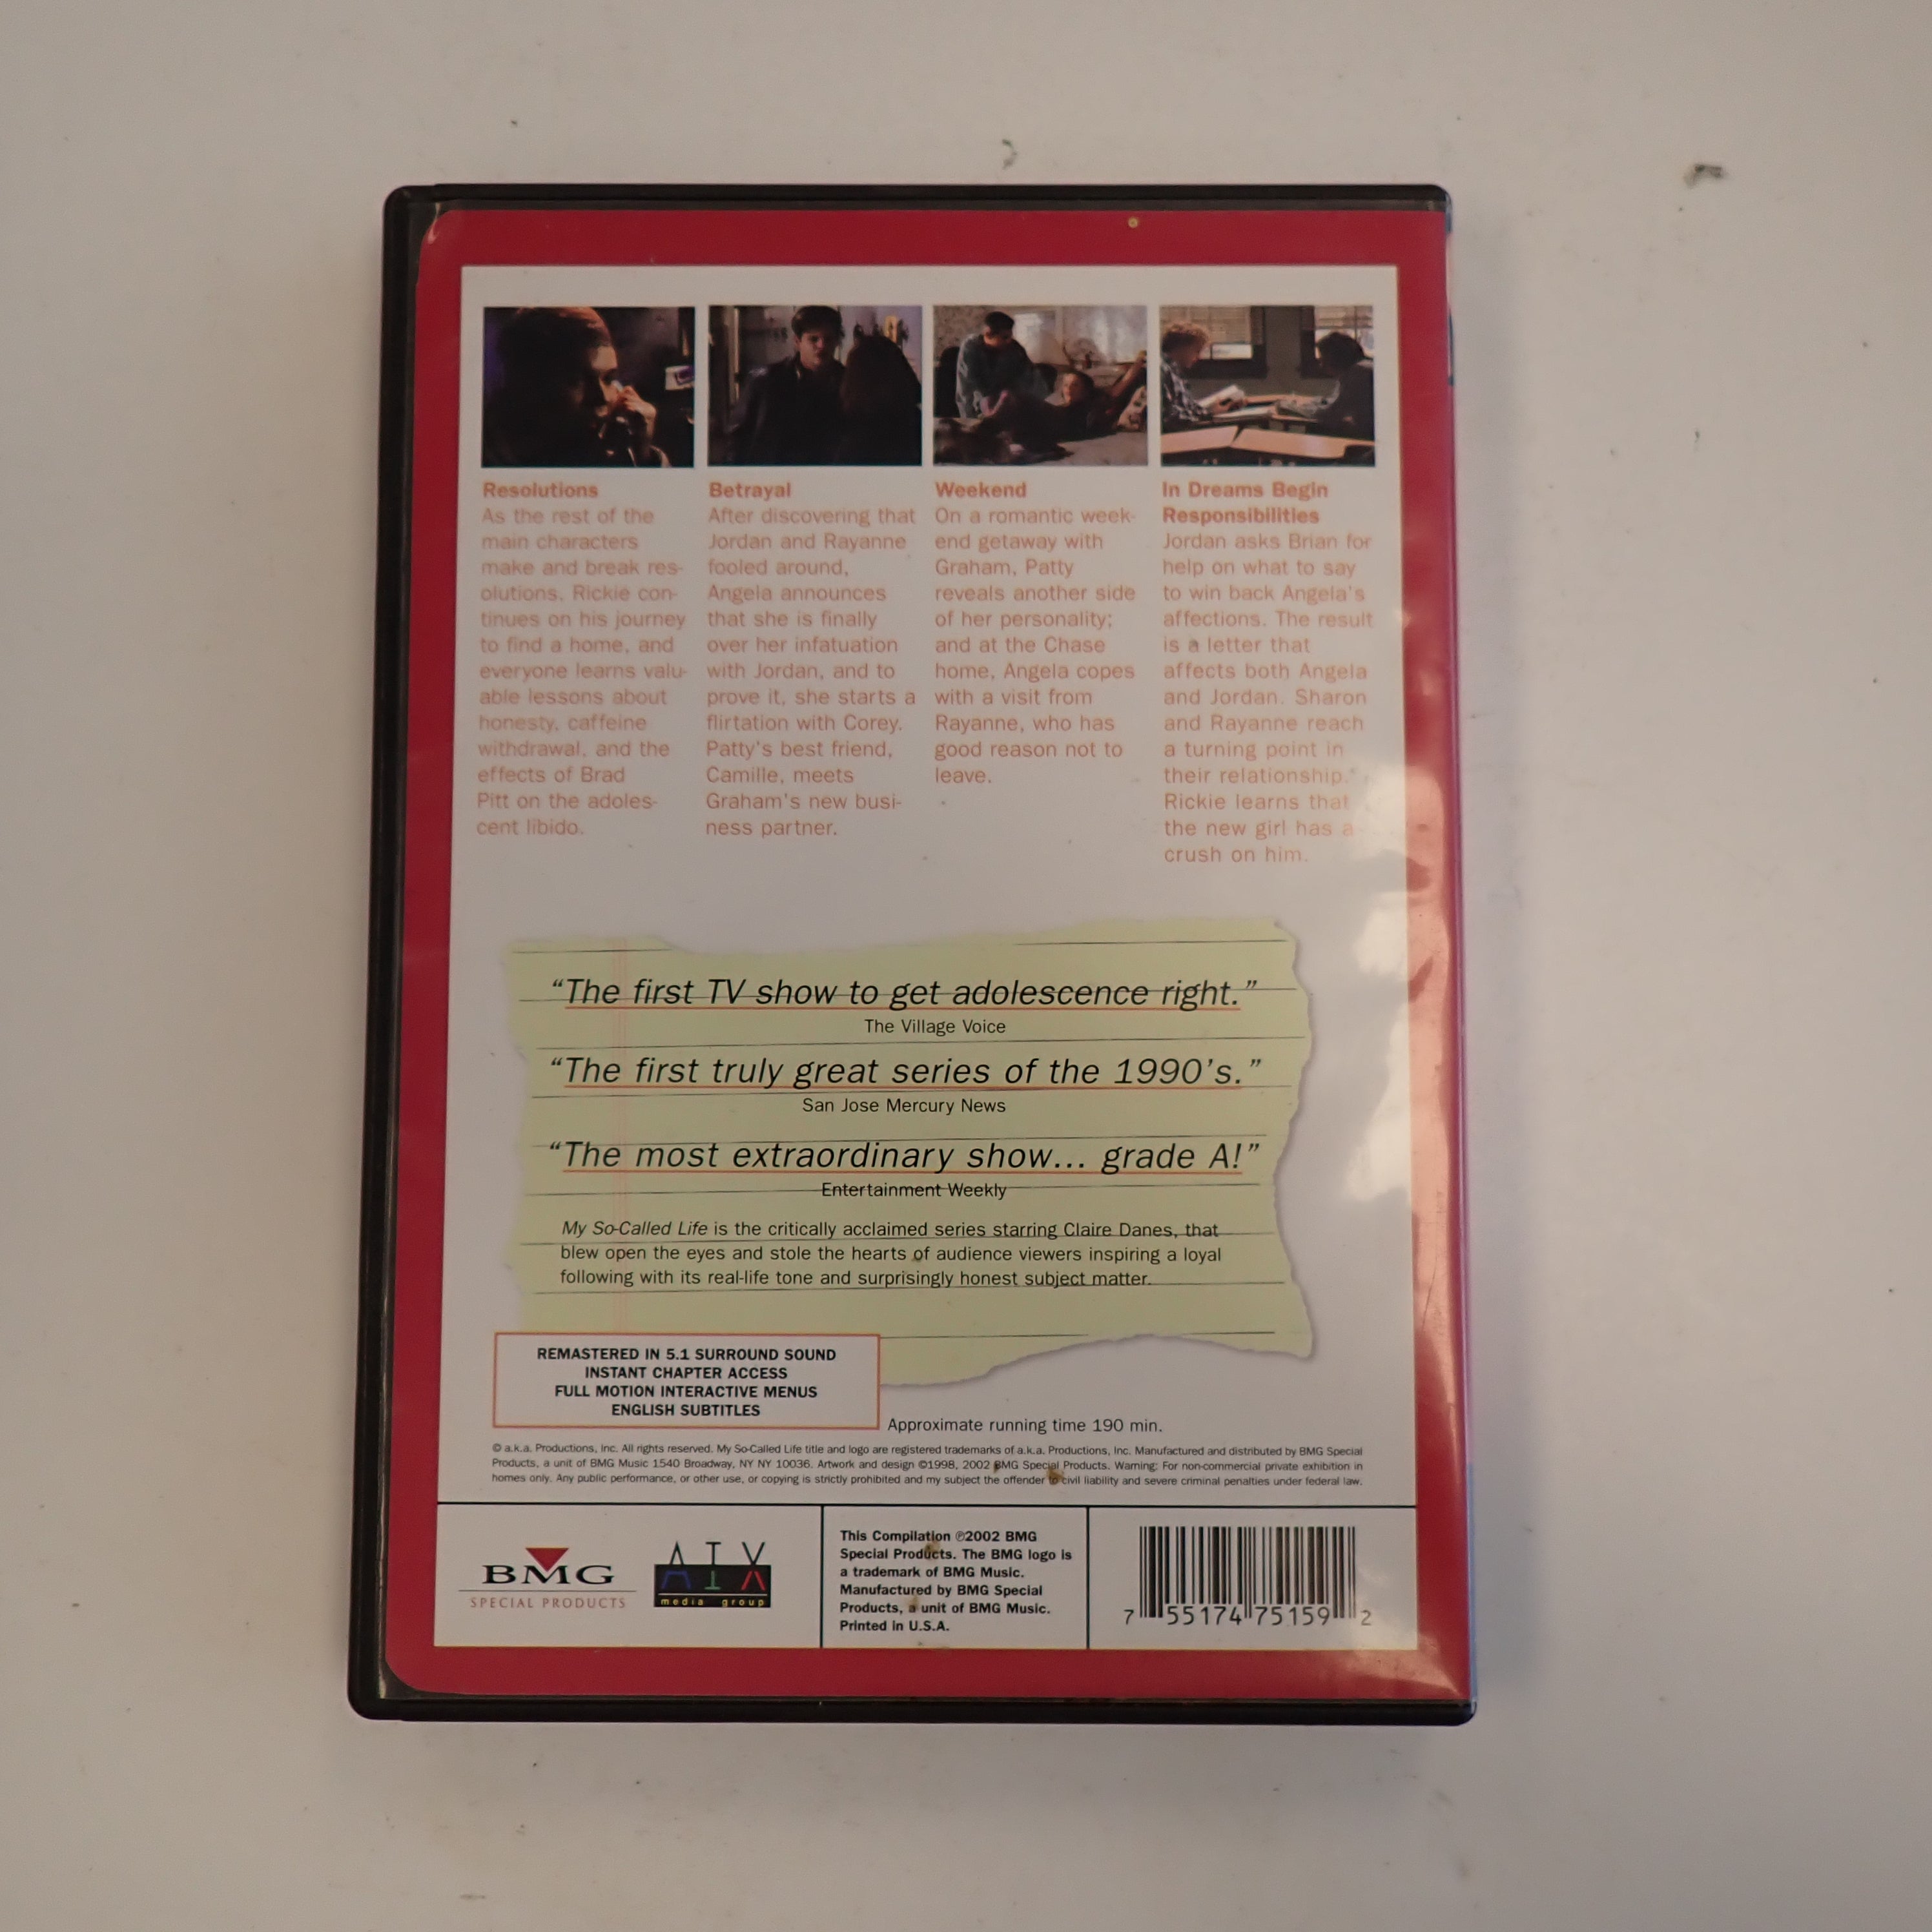 Resolutions
As the rest of the
main characters
make and break res-
olutions, Rickie con-
tinues on his journey
to find a home, and
everyone learns valu-
able lessons about
honesty, caffeine
withdrawal, and the
effects of Brad
Pitt on the adoles-
cent libido.
Betrayal
After discovering that
Jordan and Rayanne
fooled around,
Angela announces
that she is finally
over her infatuation
with Jordan, and to
prove it, she starts a
flirtation with Corey.
Patty's best friend,
Camille, meets
Graham's new busi-
ness partner.
Weekend
On a romantic week-
end getaway with
Graham, Patty
reveals another side
of her personality;
and at the Chase
home, Angela copes
with a visit from
Rayanne, who has
good reason not to
leave.
In Dreams Begin
Responsibilities
Jordan asks Brian for
help on what to say
to win back Angela's
affections. The result
is a letter that
affects both Angela
and Jordan. Sharon
and Rayanne reach
a turning point in
their relationship.
Rickie learns that
the new girl has a
crush on him.
“The first TV show to get adolescence right.”
The Village Voice
“The first truly great series of the 1990's.”
San Jose Mercury News
“The most extraordinary show... grade A!”
Entertainment Weekly
My So-Called Life is the critically acclaimed series starring Claire Danes, that
blew open the eyes and stole the hearts of audience viewers inspiring a loyal
following with its real-life tone and surprisingly honest subject matter.
REMASTERED IN 5.1 SURROUND SOUND
INSTANT CHAPTER ACCESS
FULL MOTION INTERACTIVE MENUS
ENGLISH SUBTITLES
Approximate running time 190 min.
© a.k.a. Productions, Inc. All rights reserved. My So-Called Life title and logo are registered trademarks of a.k.a. Productions, Inc. Manufactured and distributed by BMG Special
Products, a unit of BMG Music 1540 Broadway, NY NY 10036. Artwork and design ©1998, 2002 BMG Special Products. Warning: For non-commercial private exhibition in
homes only. Any public performance, or other use, or copying is strictly prohibited and my subject the offender to civil liability and severe criminal penalties under federal law.
BMG
SPECIAL PRODUCTS
AIX
media group
This Compilation ℗2002 BMG
Special Products. The BMG logo is
a trademark of BMG Music.
Manufactured by BMG Special
Products, a unit of BMG Music.
Printed in U.S.A.
7 55174 75159 2